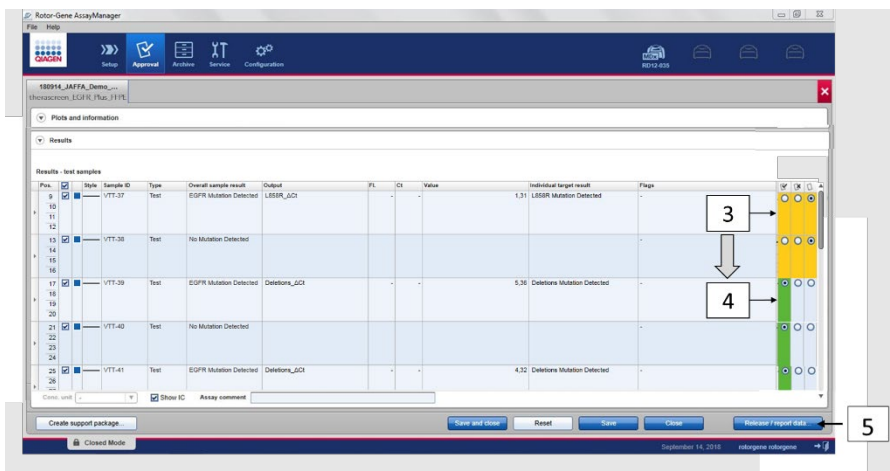 Rotor-Gene AssayManager
File Help
QIAGEN
Setup Approval Archive Service Configuration
RD12-035
180914_JAFFA_Demo_...
therascreen_EGFR_Plus_FFPE
Plots and information
Results
Results - test samples
Pos. Style Sample ID Type Overall sample result Output Fl. Ct Value Individual target result Flags
9 VTT-37 Test EGFR Mutation Detected L858R_ΔCt - - 1,31 L858R Mutation Detected -
10
11
12
3
13 VTT-38 Test No Mutation Detected -
14
15
16
17 VTT-39 Test EGFR Mutation Detected Deletions_ΔCt - - 5,36 Deletions Mutation Detected -
18
19
20
4
21 VTT-40 Test No Mutation Detected -
22
23
24
25 VTT-41 Test EGFR Mutation Detected Deletions_ΔCt - - 4,32 Deletions Mutation Detected -
26
Conc. unit - Show IC Assay comment
Create support package... Save and close Reset Save Close Release / report data...
5
Closed Mode September 14, 2018 rotorgene rotorgene